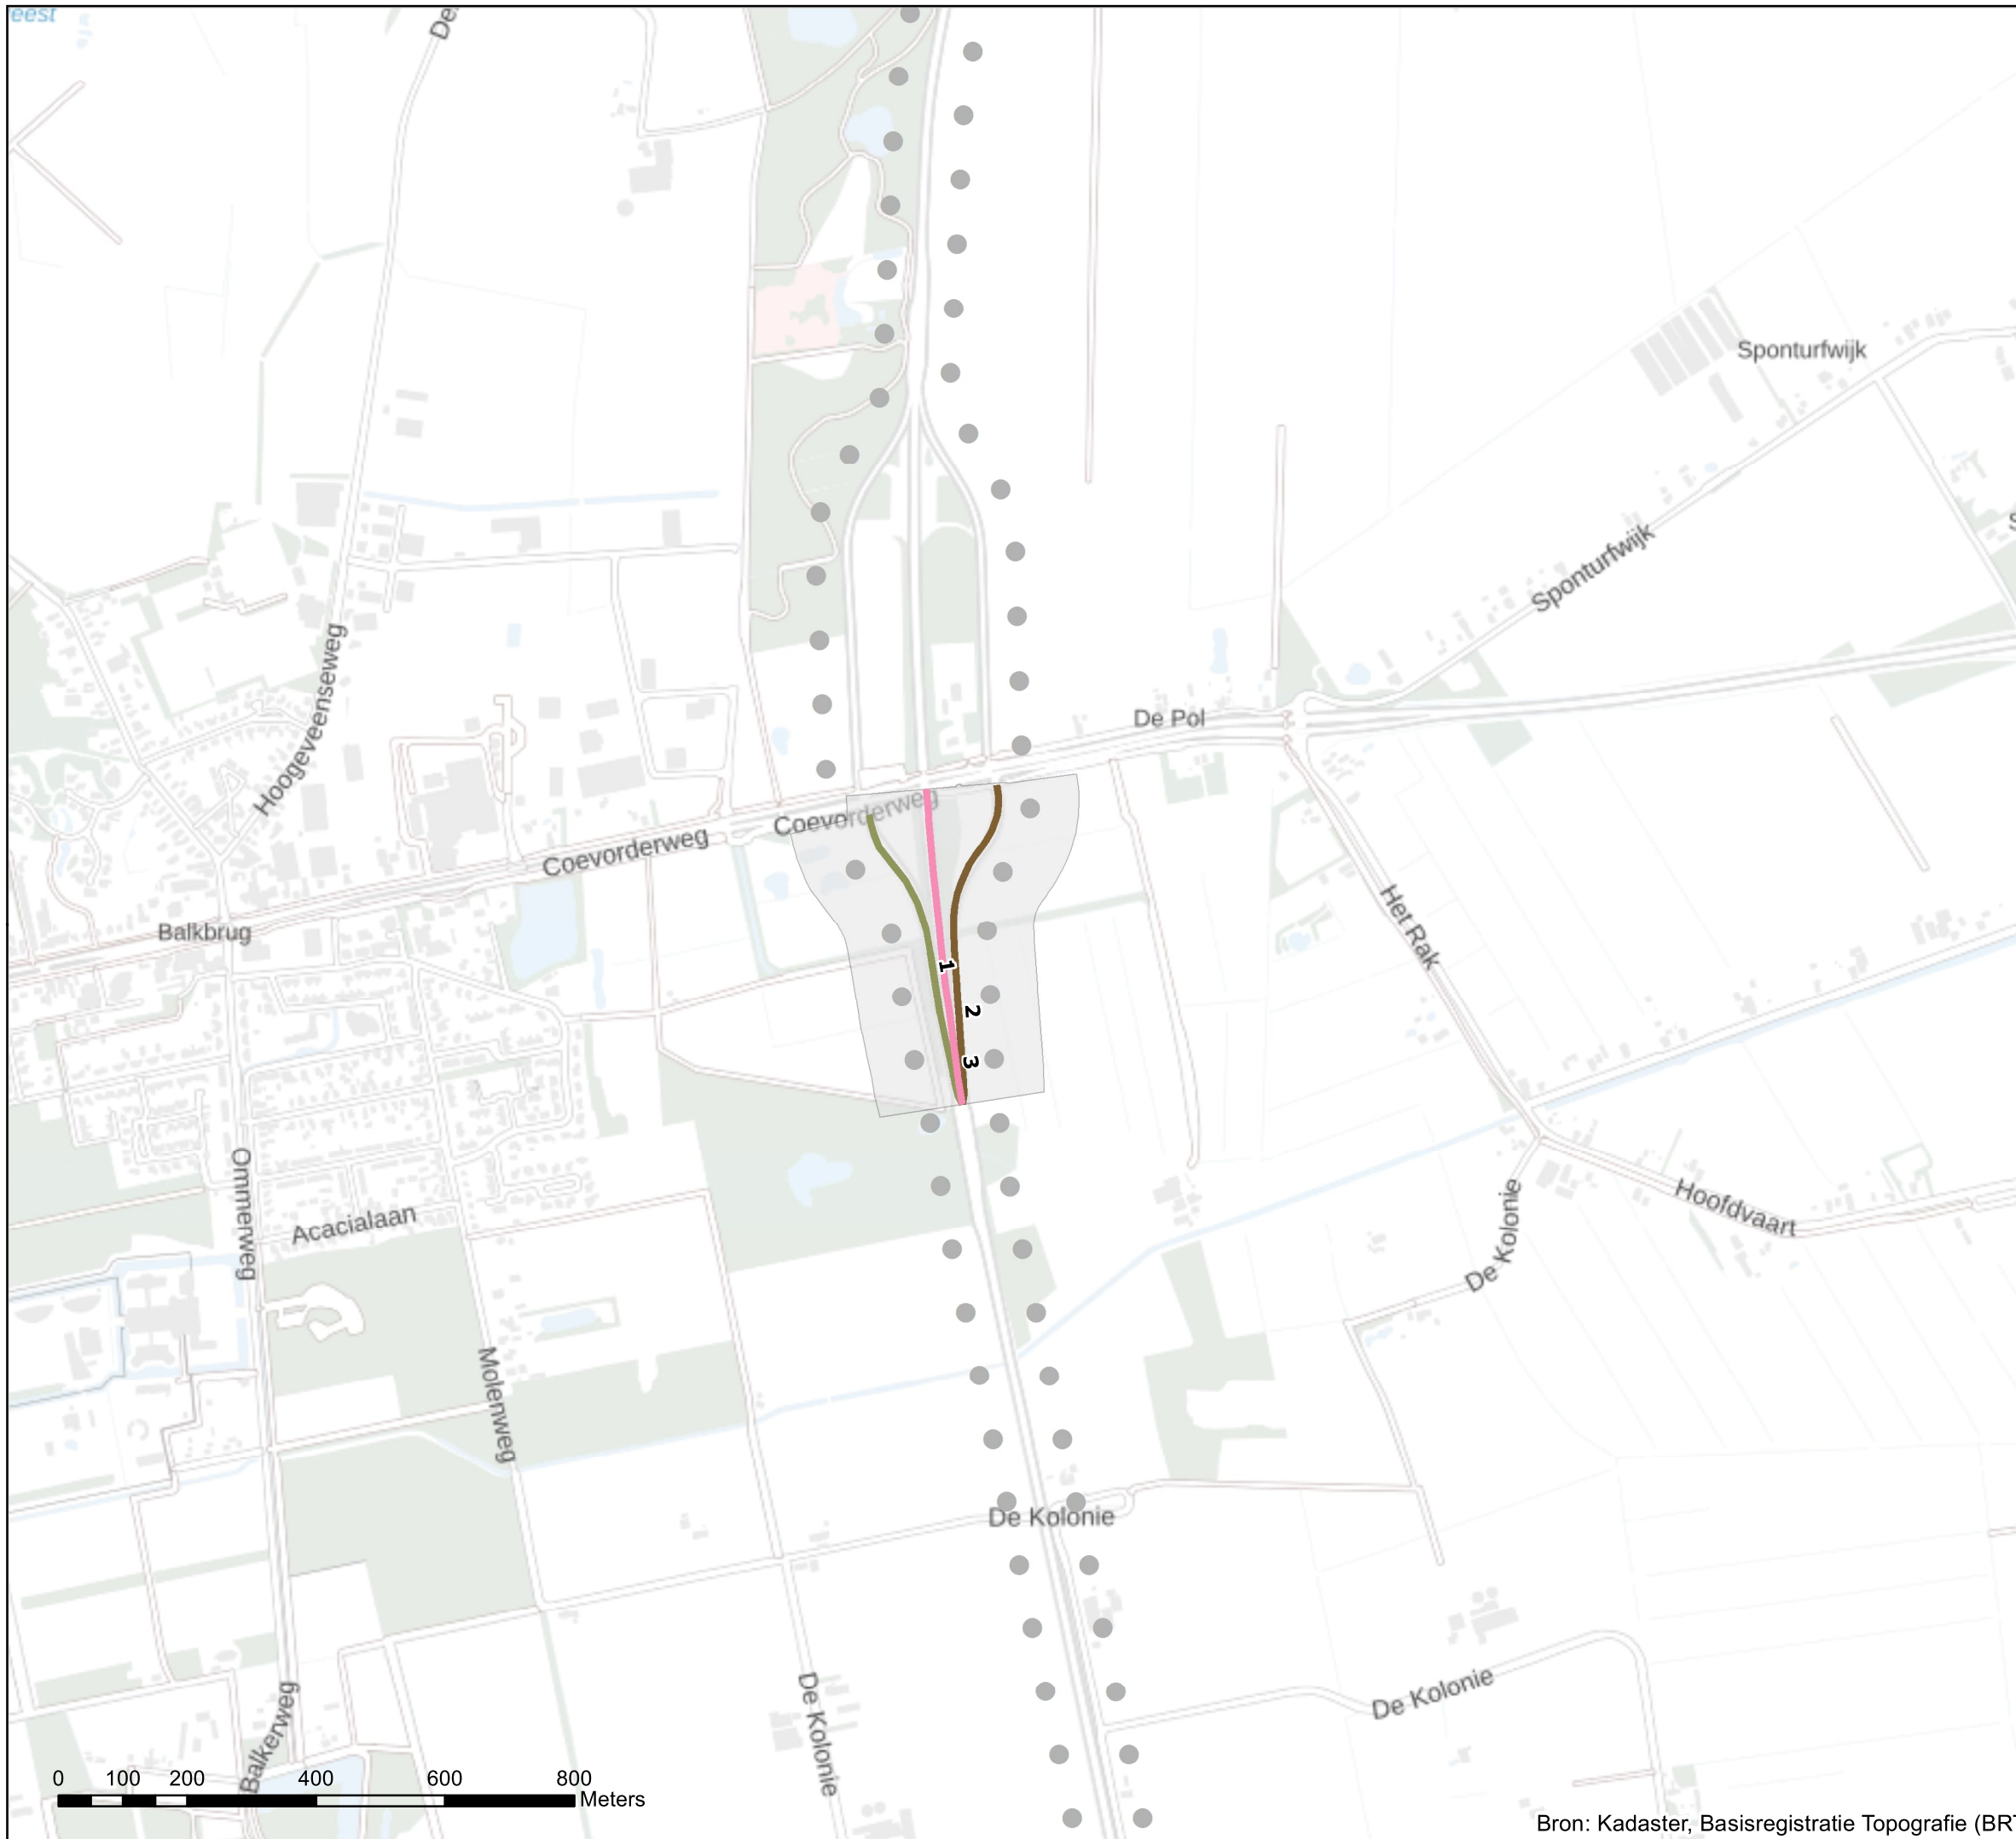 eest
De
Sponturfwijk
Sponturfwijk
Hoogeveenseweg
De Pol
Coevorderweg
Coevorderweg
Balkbrug
Het Rak
1
2
3
Ommerweg
Acacialaan
Hoofdvaart
De Kolonie
Molenweg
De Kolonie
De Kolonie
De Kolonie
Balkerweg
0 100 200 400 600 800
Meters
Bron: Kadaster, Basisregistratie Topografie (BRT